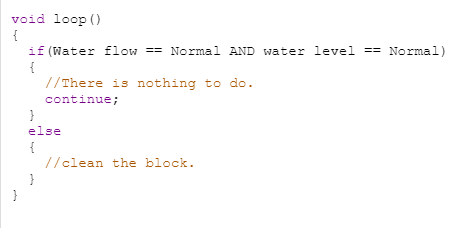 void loop()
{
  if(Water flow == Normal AND water level == Normal)
  {
    //There is nothing to do.
    continue;
  }
  else
  {
    //clean the block.
  }
}